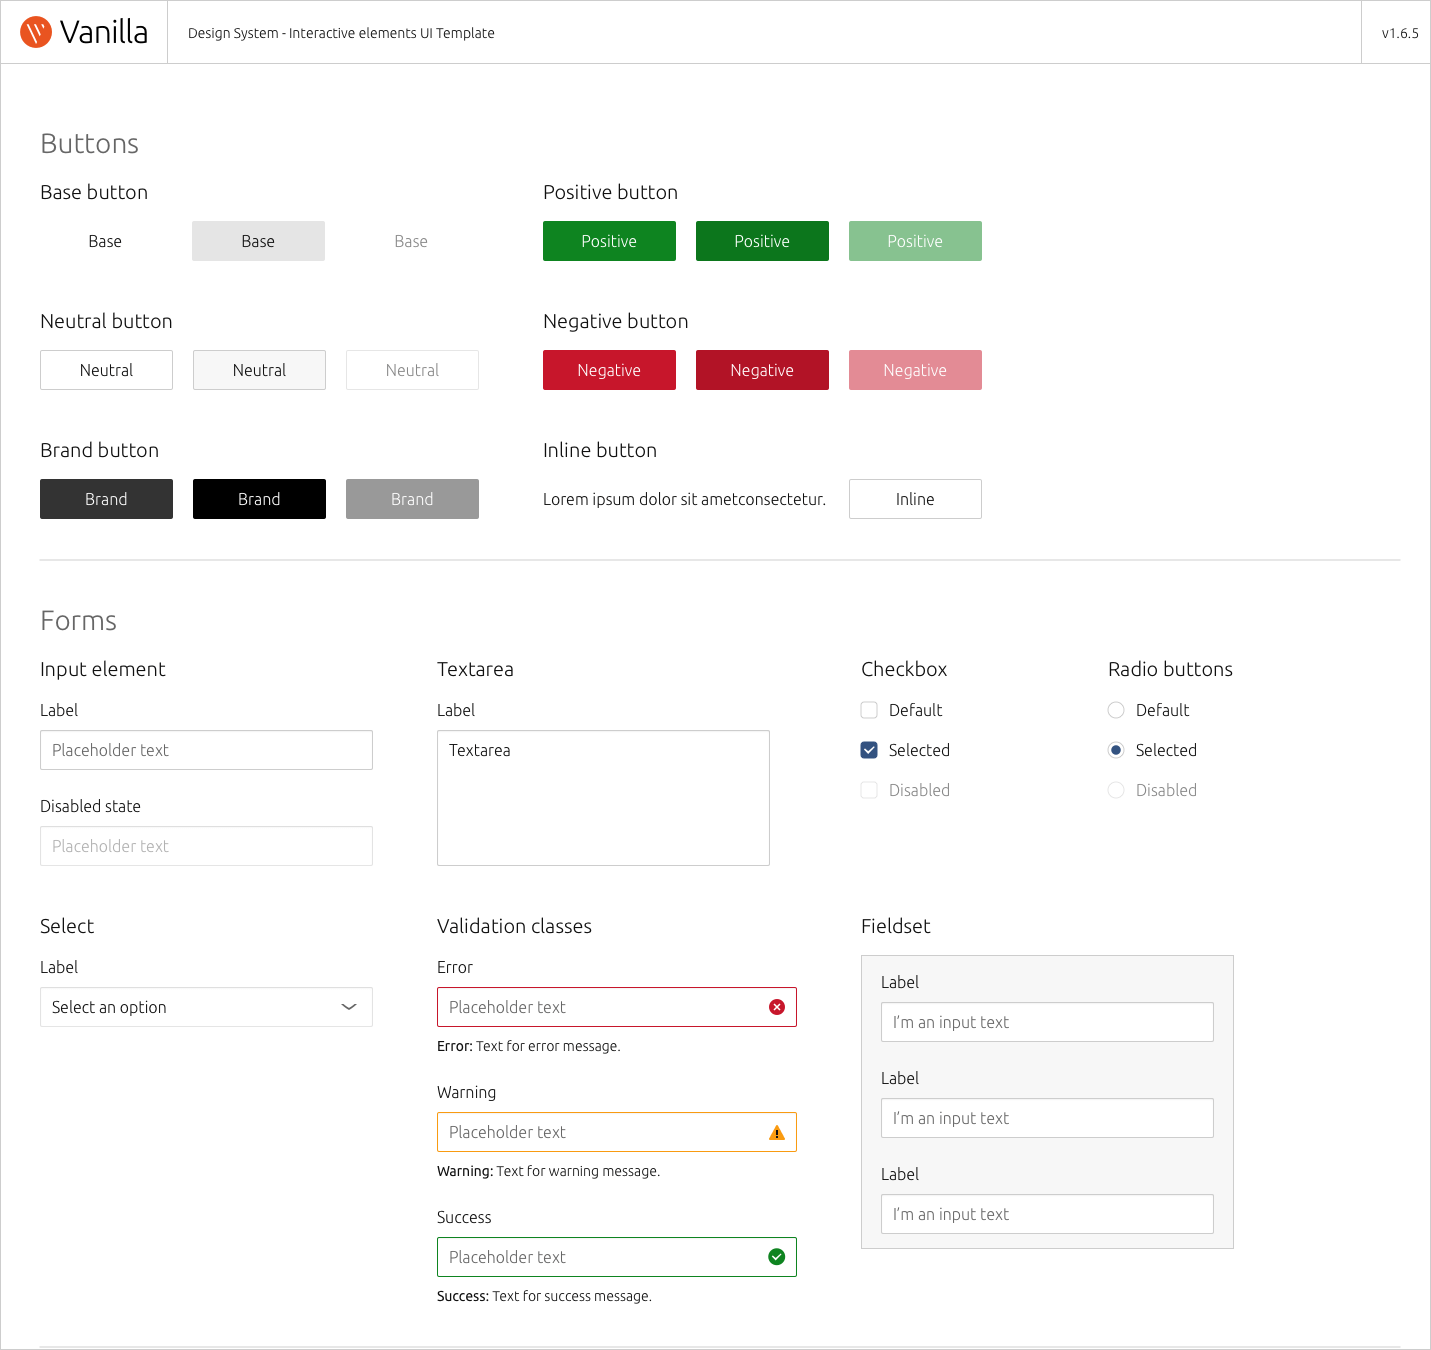 Vanilla
Design System - Interactive elements UI Template
v1.6.5
Buttons
Base button
Base
Base
Base
Positive button
Positive
Positive
Positive
Neutral button
Neutral
Neutral
Neutral
Negative button
Negative
Negative
Negative
Brand button
Brand
Brand
Brand
Inline button
Lorem ipsum dolor sit ametconsectetur.
Inline
Forms
Input element
Label
Placeholder text
Disabled state
Placeholder text
Textarea
Label
Textarea
Checkbox
Default
Selected
Disabled
Radio buttons
Default
Selected
Disabled
Select
Label
Select an option
Validation classes
Error
Placeholder text
Error: Text for error message.
Warning
Placeholder text
Warning: Text for warning message.
Success
Placeholder text
Success: Text for success message.
Fieldset
Label
I’m an input text
Label
I’m an input text
Label
I’m an input text